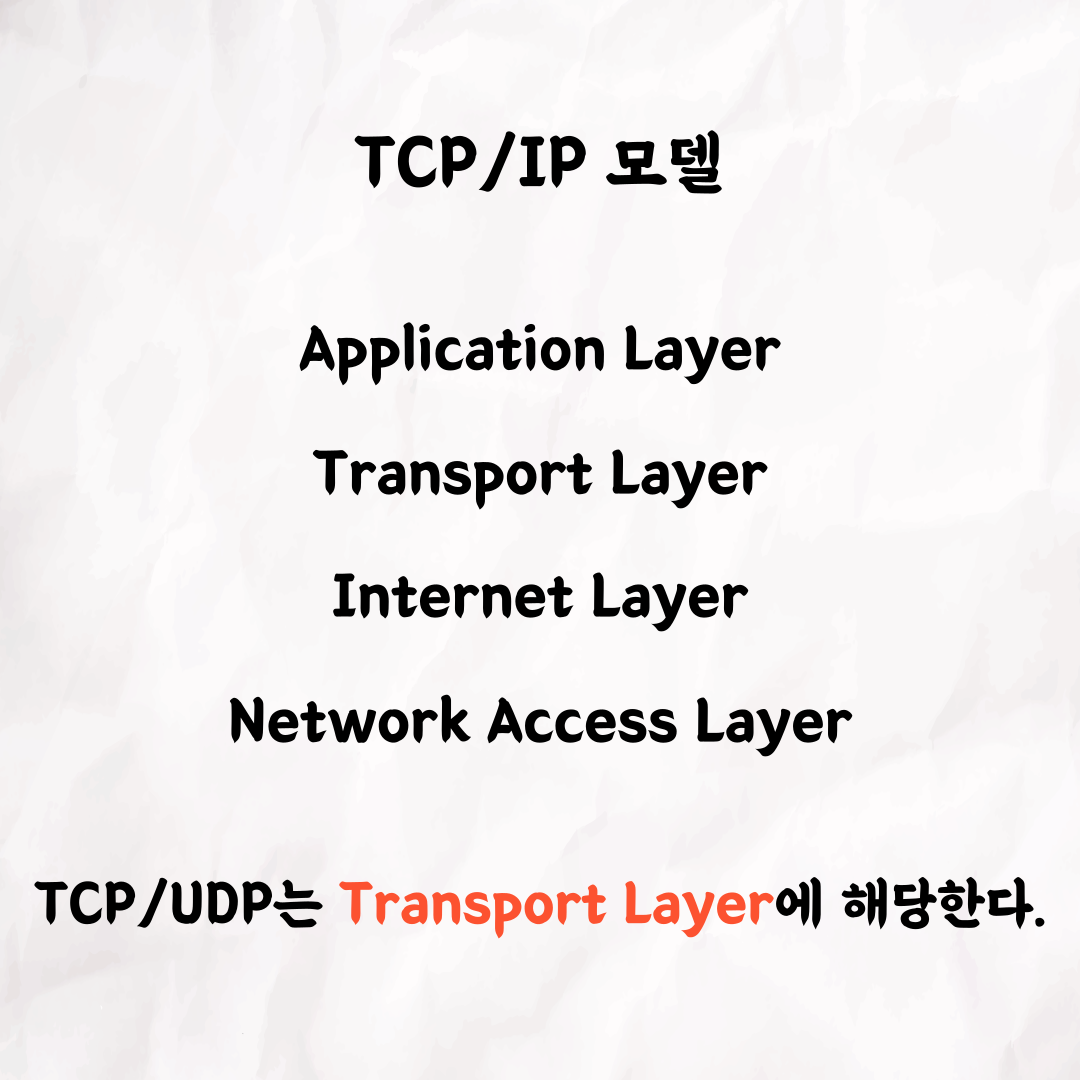 TCP/IP 모델
Application Layer
Transport Layer
Internet Layer
Network Access Layer
TCP/UDP는 Transport Layer에 해당한다.